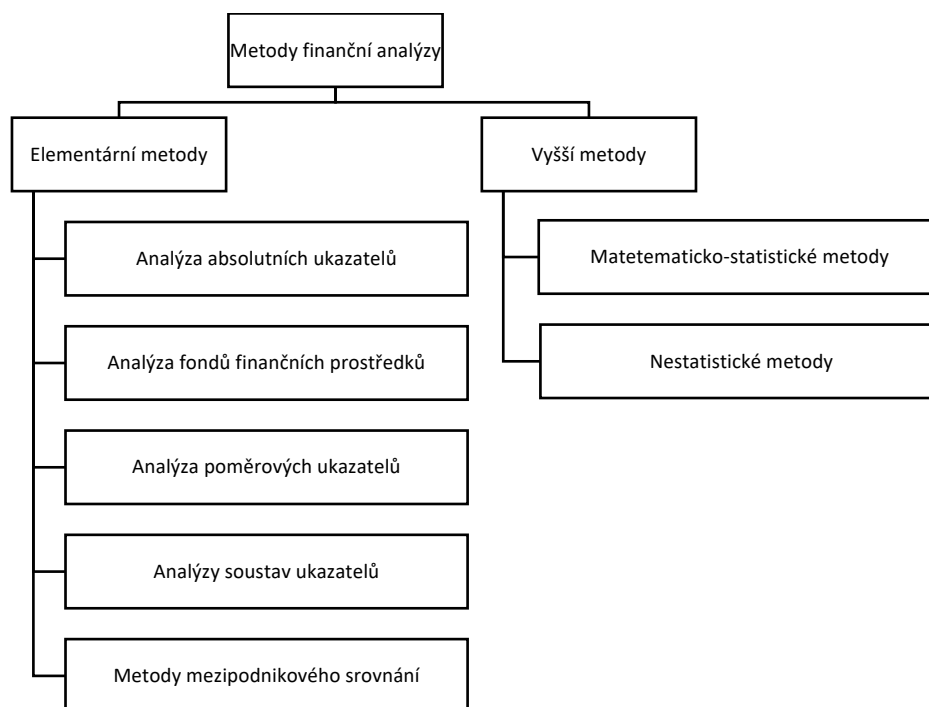 Metody finanční analýzy
Elementární metody
Vyšší metody
Analýza absolutních ukazatelů
Matetematicko-statistické metody
Analýza fondů finančních prostředků
Nestatistické metody
Analýza poměrových ukazatelů
Analýzy soustav ukazatelů
Metody mezipodnikového srovnání